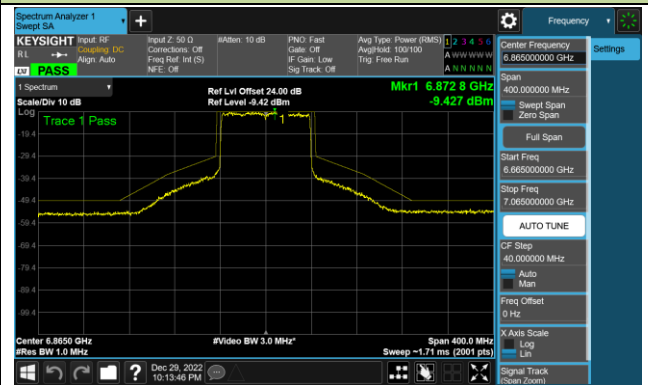 Spectrum Analyzer 1
Swept SA
Frequency
KEYSIGHT
RL
LXI
PASS
Input: RF
Coupling: DC
Align: Auto
Input Z: 50 Ω
Corrections: Off
Freq Ref: Int (S)
NFE: Off
#Atten: 10 dB
PNO: Fast
Gate: Off
IF Gain: Low
Sig Track: Off
Avg Type: Power (RMS)
Avg|Hold: 100/100
Trig: Free Run
1 2 3 4 5 6
A W W W W W
A N N N N N
1 Spectrum
Scale/Div 10 dB
Ref Lvl Offset 24.00 dB
Ref Level -9.42 dBm
Mkr1 6.872 8 GHz
-9.427 dBm
Log
Trace 1 Pass
1
-19.4
-29.4
-39.4
-49.4
-59.4
-69.4
-79.4
-89.4
-99.4
Center 6.8650 GHz
#Res BW 1.0 MHz
#Video BW 3.0 MHz*
Span 400.0 MHz
Sweep ~1.71 ms (2001 pts)
Dec 29, 2022
10:13:46 PM
Center Frequency
6.865000000 GHz
Settings
Span
400.000000 MHz
Swept Span
Zero Span
Full Span
Start Freq
6.665000000 GHz
Stop Freq
7.065000000 GHz
AUTO TUNE
CF Step
40.000000 MHz
Auto
Man
Freq Offset
0 Hz
X Axis Scale
Log
Lin
Signal Track
(Span Zoom)